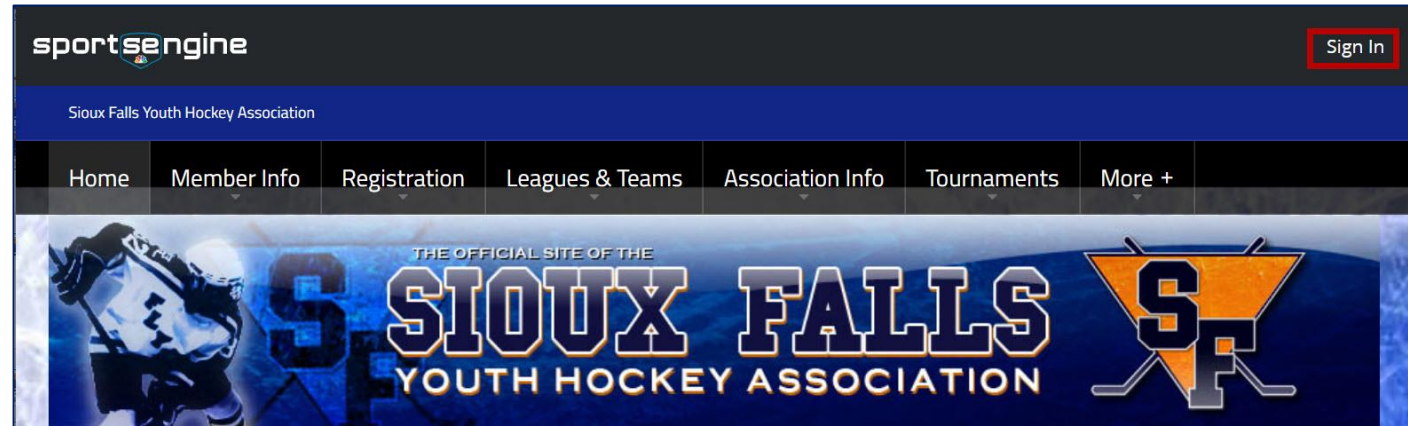 sportsengine
Sign In
Sioux Falls Youth Hockey Association
Home Member Info Registration Leagues & Teams Association Info Tournaments More +
THE OFFICIAL SITE OF THE
SIOUX FALLS
YOUTH HOCKEY ASSOCIATION
SF
SF